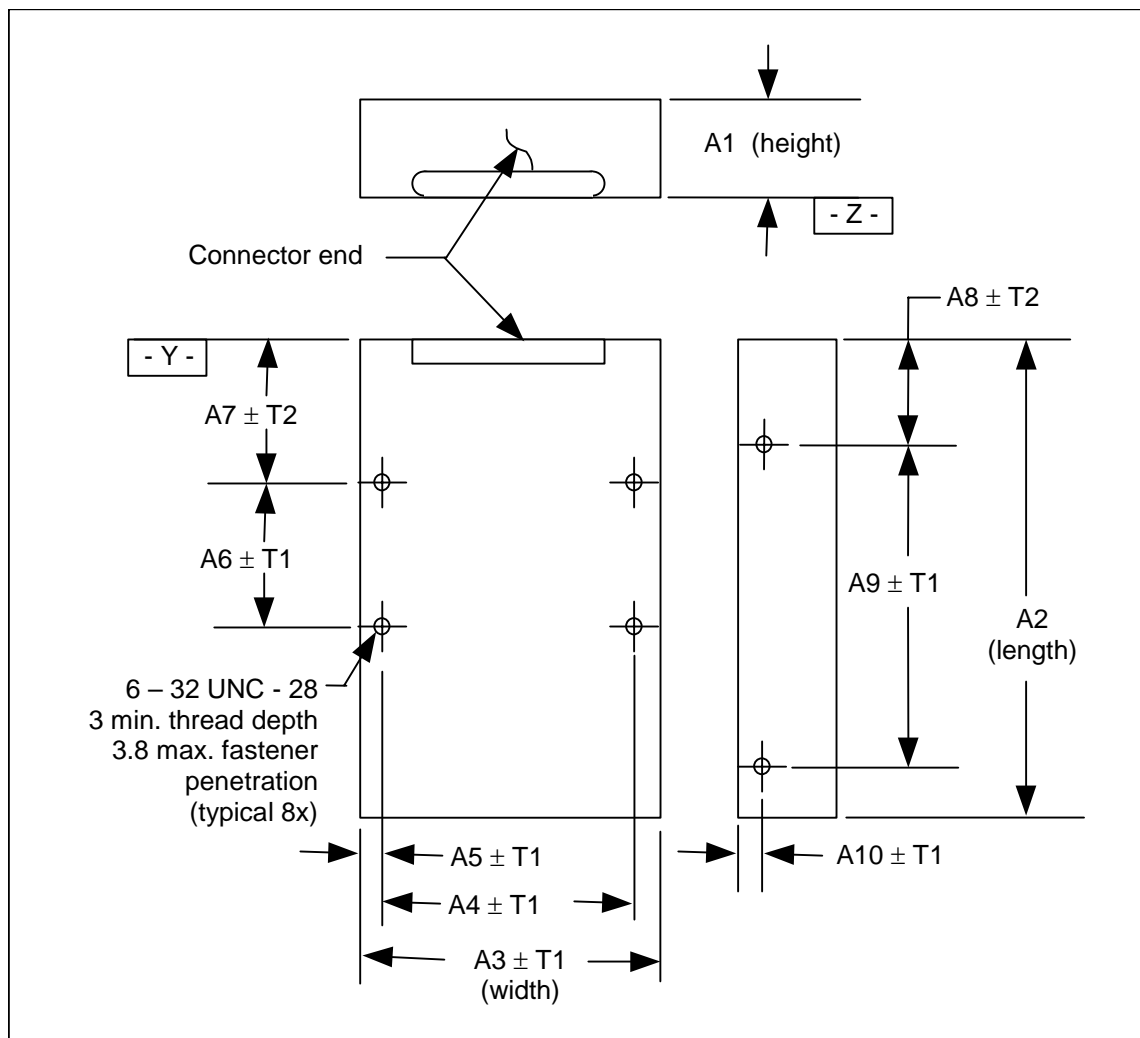 A1 (height)
- Z -
Connector end
A8 ± T2
- Y -
A7 ± T2
A6 ± T1
A9 ± T1
A2
(length)
6 – 32 UNC - 28
3 min. thread depth
3.8 max. fastener
penetration
(typical 8x)
A5 ± T1
A10 ± T1
A4 ± T1
A3 ± T1
(width)